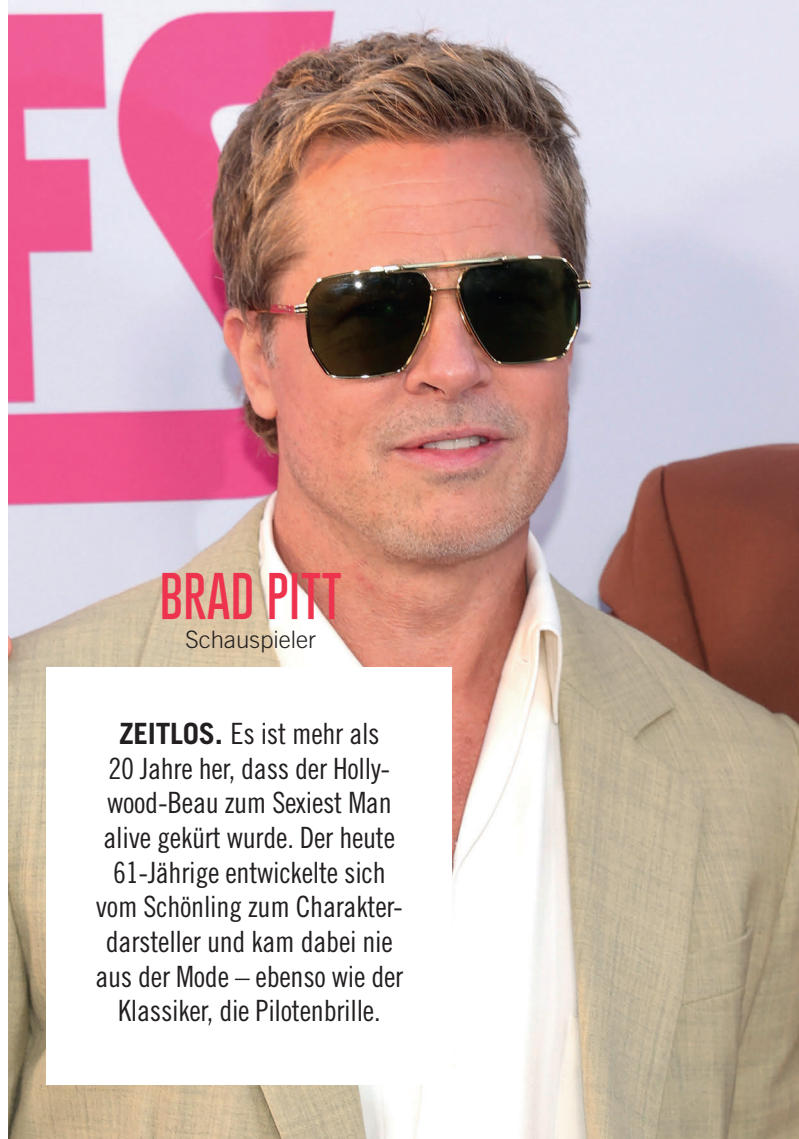 FS
BRAD PITT
Schauspieler
ZEITLOS. Es ist mehr als
20 Jahre her, dass der Holly-
wood-Beau zum Sexiest Man
alive gekürt wurde. Der heute
61-Jährige entwickelte sich
vom Schönling zum Charakter-
darsteller und kam dabei nie
aus der Mode – ebenso wie der
Klassiker, die Pilotenbrille.